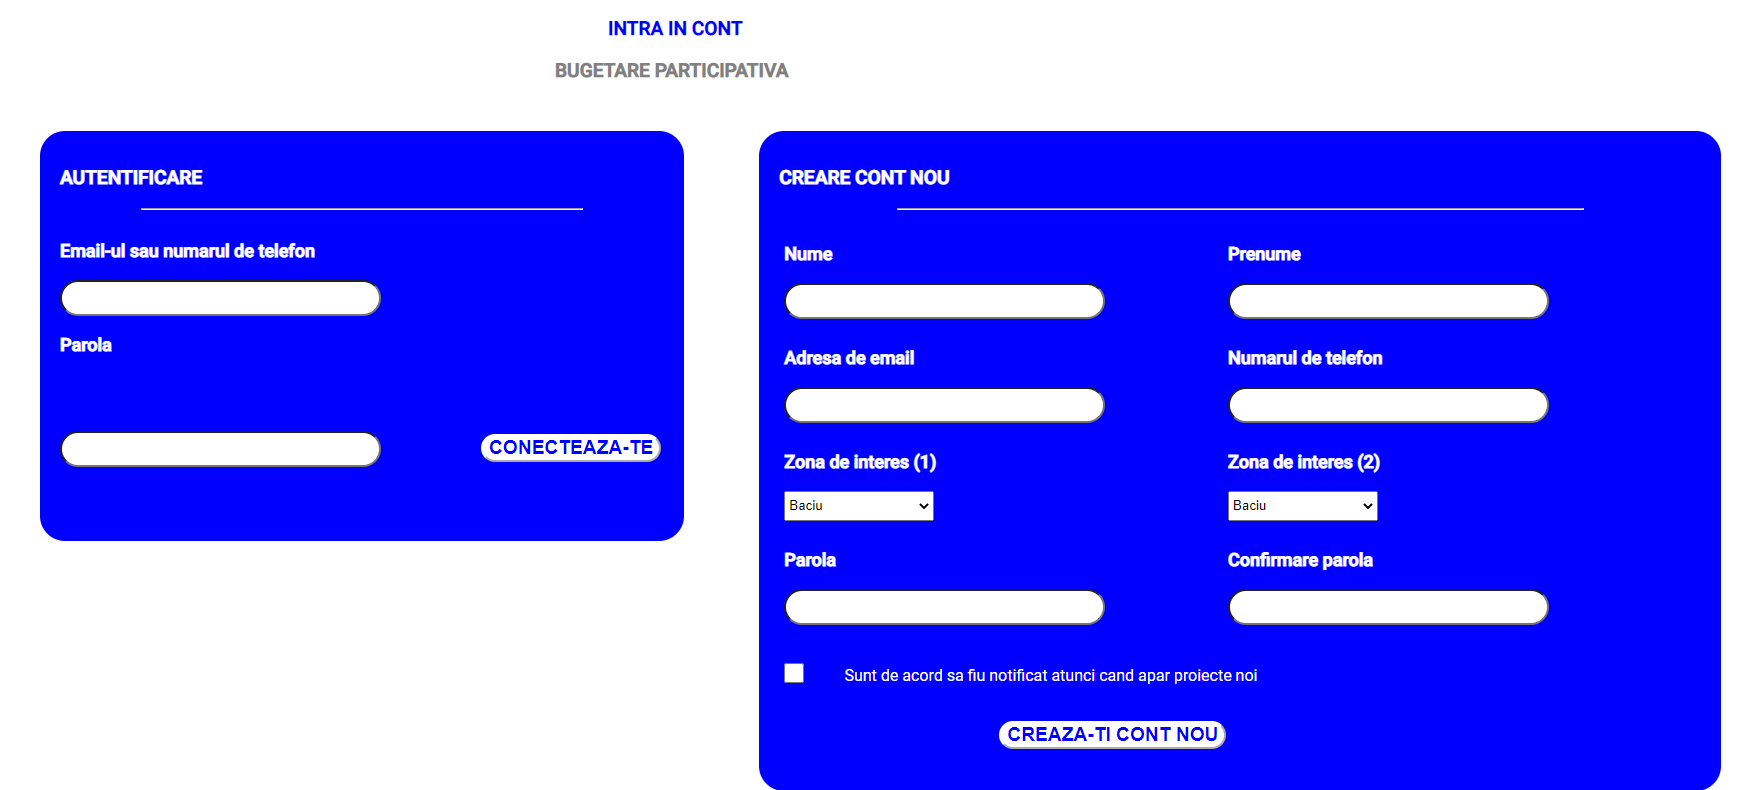 INTRA IN CONT
BUGETARE PARTICIPATIVA
AUTENTIFICARE
Email-ul sau numarul de telefon
Parola
CONECTEAZA-TE
CREARE CONT NOU
Nume
Prenume
Adresa de email
Numarul de telefon
Zona de interes (1)
Zona de interes (2)
Baciu
Baciu
Parola
Confirmare parola
Sunt de acord sa fiu notificat atunci cand apar proiecte noi
CREAZA-TI CONT NOU